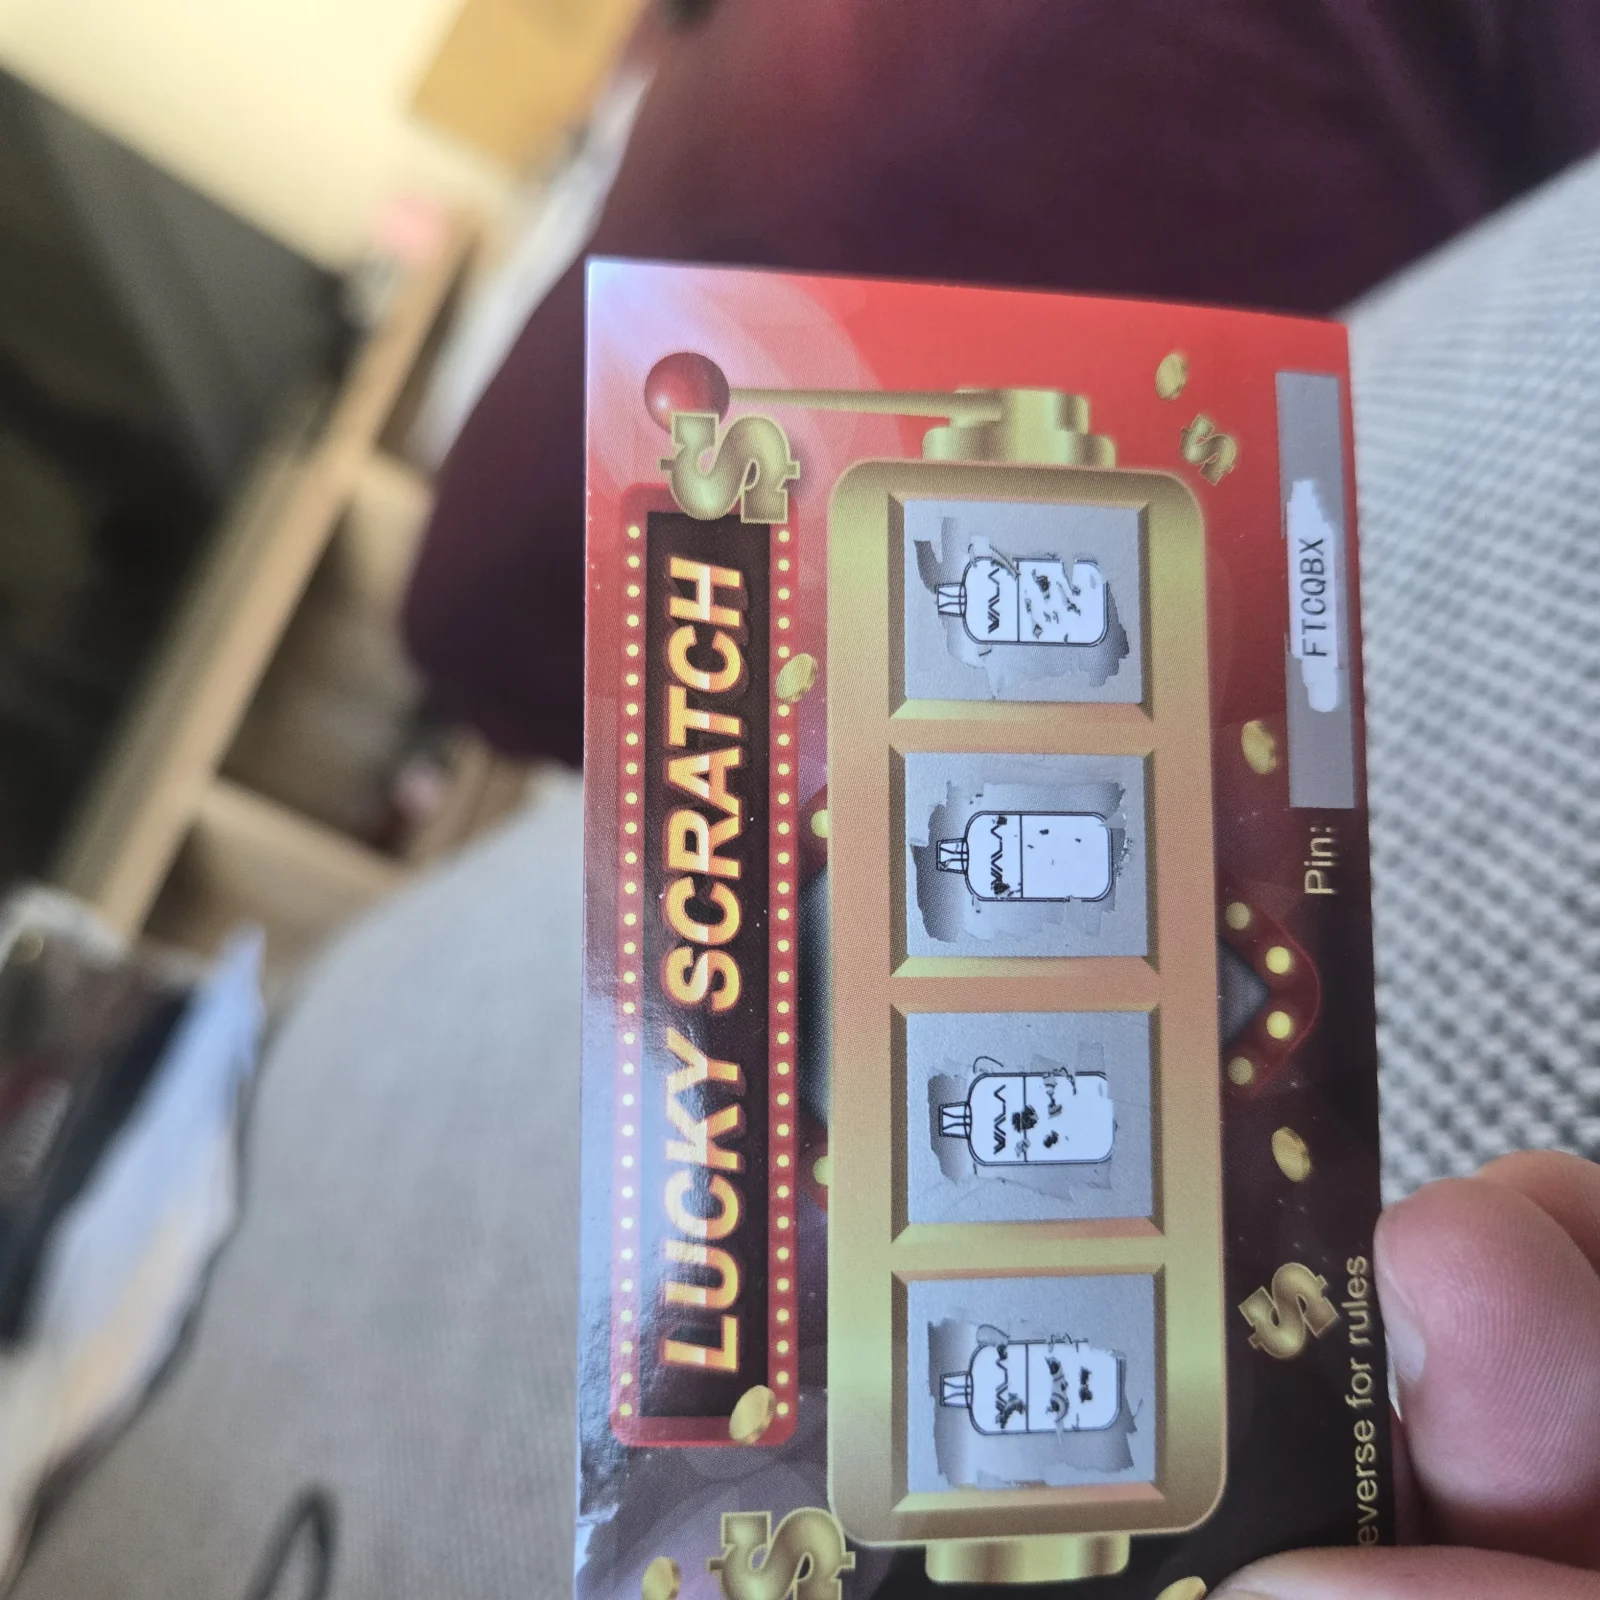 LUCKY SCRATCH
Pin: FTCQBX
everse for rules